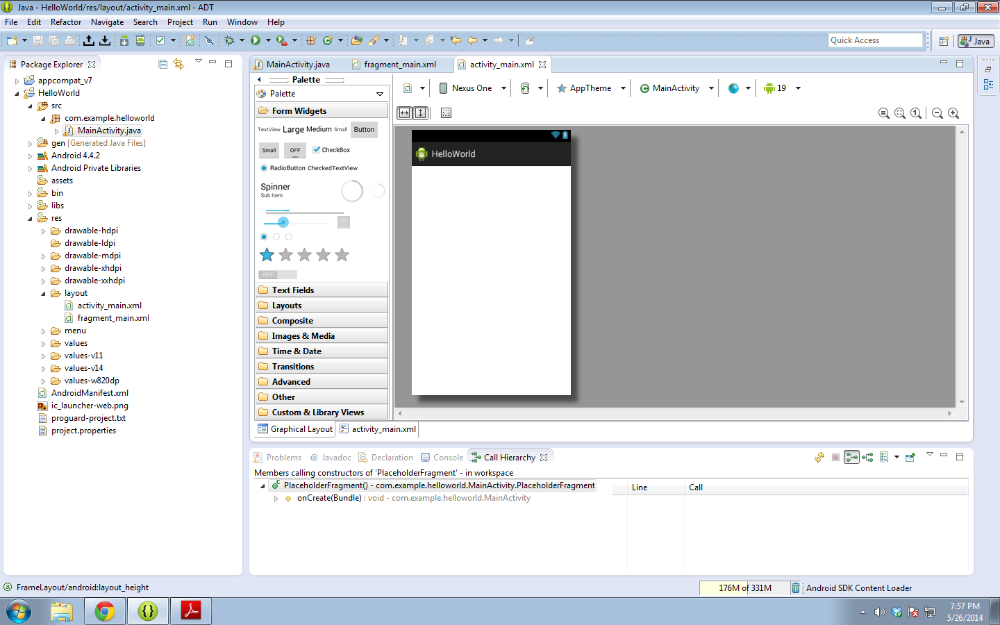 Java - HelloWorld/res/layout/activity_main.xml - ADT
File Edit Refactor Navigate Search Project Run Window Help
Quick Access
Java
Package Explorer
appcompat_v7
HelloWorld
src
com.example.helloworld
MainActivity.java
gen [Generated Java Files]
Android 4.4.2
Android Private Libraries
assets
bin
libs
res
drawable-hdpi
drawable-ldpi
drawable-mdpi
drawable-xhdpi
drawable-xxhdpi
layout
activity_main.xml
fragment_main.xml
menu
values
values-v11
values-v14
values-w820dp
AndroidManifest.xml
ic_launcher-web.png
proguard-project.txt
project.properties
MainActivity.java fragment_main.xml activity_main.xml
Palette
Palette
Form Widgets
TextView Large Medium Small Button
Small OFF CheckBox
RadioButton CheckedTextView
Spinner
Sub Item
OFF
Text Fields
Layouts
Composite
Images & Media
Time & Date
Transitions
Advanced
Other
Custom & Library Views
Nexus One AppTheme MainActivity 19
HelloWorld
Graphical Layout activity_main.xml
Problems @ Javadoc Declaration Console Call Hierarchy
Members calling constructors of 'PlaceholderFragment' - in workspace
PlaceholderFragment() - com.example.helloworld.MainActivity.PlaceholderFragment
onCreate(Bundle) : void - com.example.helloworld.MainActivity
Line Call
FrameLayout/android:layout_height
176M of 331M
Android SDK Content Loader
7:57 PM
5/26/2014